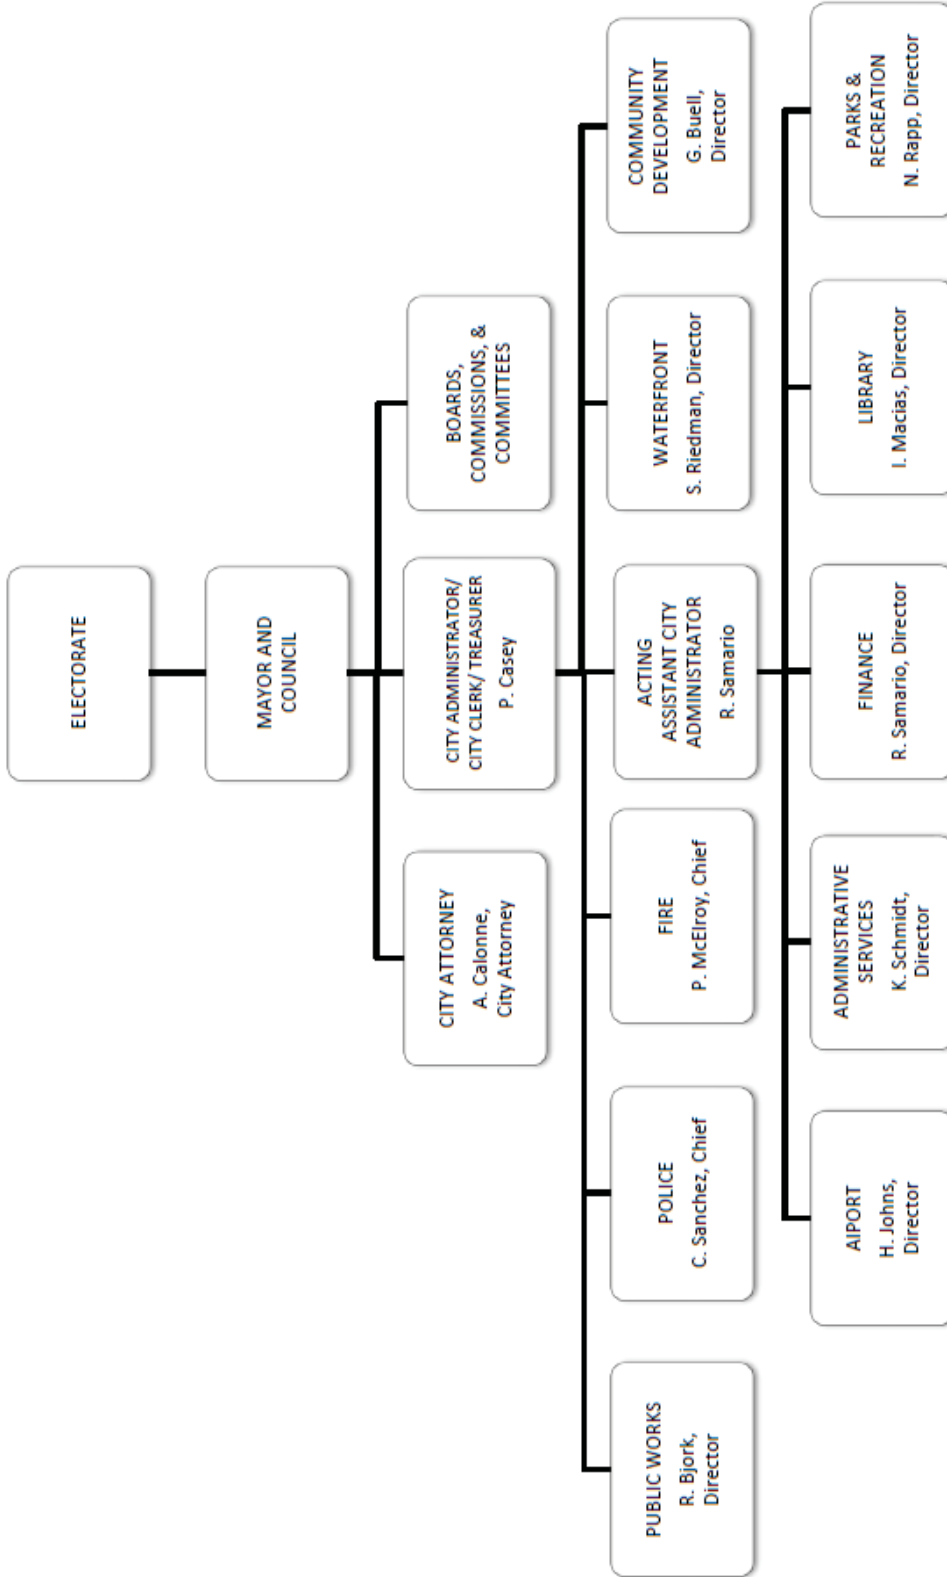 ELECTORATE
MAYOR AND
COUNCIL
CITY ATTORNEY
A. Calonne,
City Attorney
CITY ADMINISTRATOR/
CITY CLERK/ TREASURER
P. Casey
BOARDS,
COMMISSIONS, &
COMMITTEES
PUBLIC WORKS
R. Bjork,
Director
POLICE
C. Sanchez, Chief
FIRE
P. McElroy, Chief
ACTING
ASSISTANT CITY
ADMINISTRATOR
R. Samario
WATERFRONT
S. Riedman, Director
COMMUNITY
DEVELOPMENT
G. Buell,
Director
AIPORT
H. Johns,
Director
ADMINISTRATIVE
SERVICES
K. Schmidt,
Director
FINANCE
R. Samario, Director
LIBRARY
I. Macias, Director
PARKS &
RECREATION
N. Rapp, Director